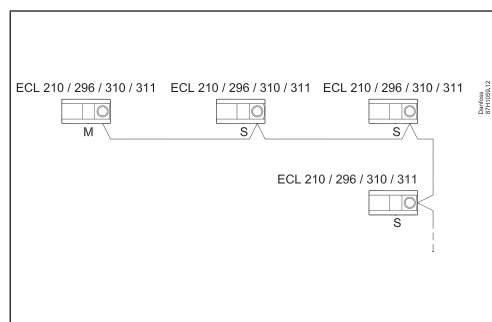 ECL 210 / 296 / 310 / 311 ECL 210 / 296 / 310 / 311 ECL 210 / 296 / 310 / 311
M S S
ECL 210 / 296 / 310 / 311
S
Danfoss
87H1059.12